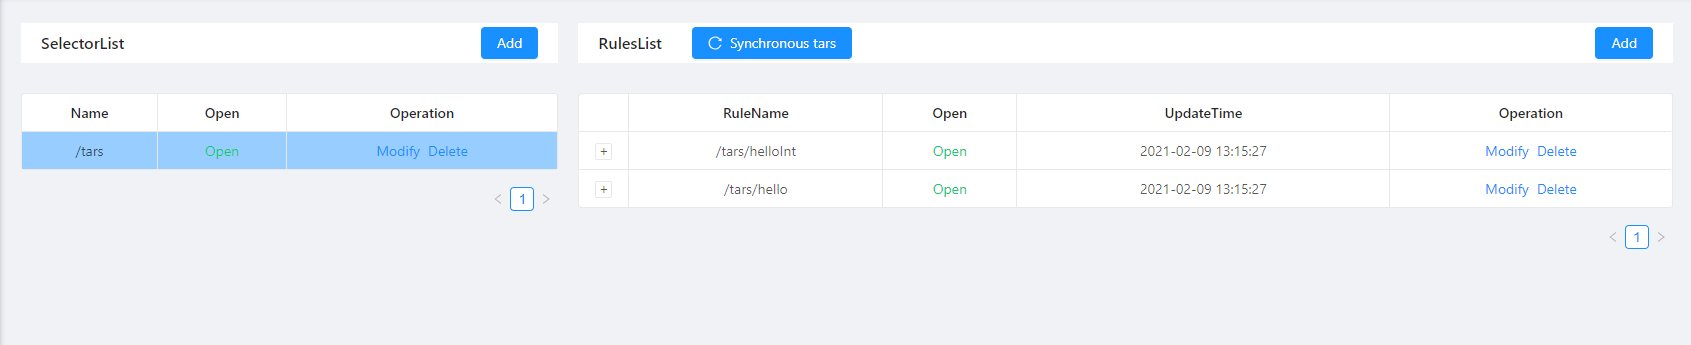 SelectorList Add
RulesList Synchronous tars Add
Name Open Operation
/tars Open Modify Delete
< 1 >
RuleName Open UpdateTime Operation
+ /tars/helloInt Open 2021-02-09 13:15:27 Modify Delete
+ /tars/hello Open 2021-02-09 13:15:27 Modify Delete
< 1 >